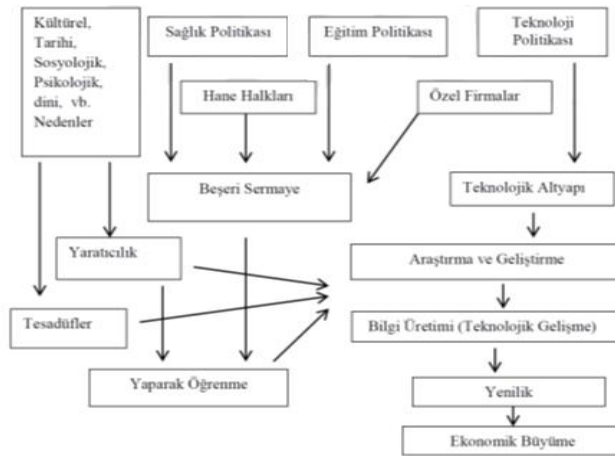 Kültürel,
Tarihi,
Sosyolojik,
Psikolojik,
dini, vb.
Nedenler
Sağlık Politikası
Eğitim Politikası
Teknoloji
Politikası
Hane Halkları
Özel Firmalar
Beşeri Sermaye
Teknolojik Altyapı
Yaratıcılık
Araştırma ve Geliştirme
Tesadüfler
Bilgi Üretimi (Teknolojik Gelişme)
Yaparak Öğrenme
Yenilik
Ekonomik Büyüme